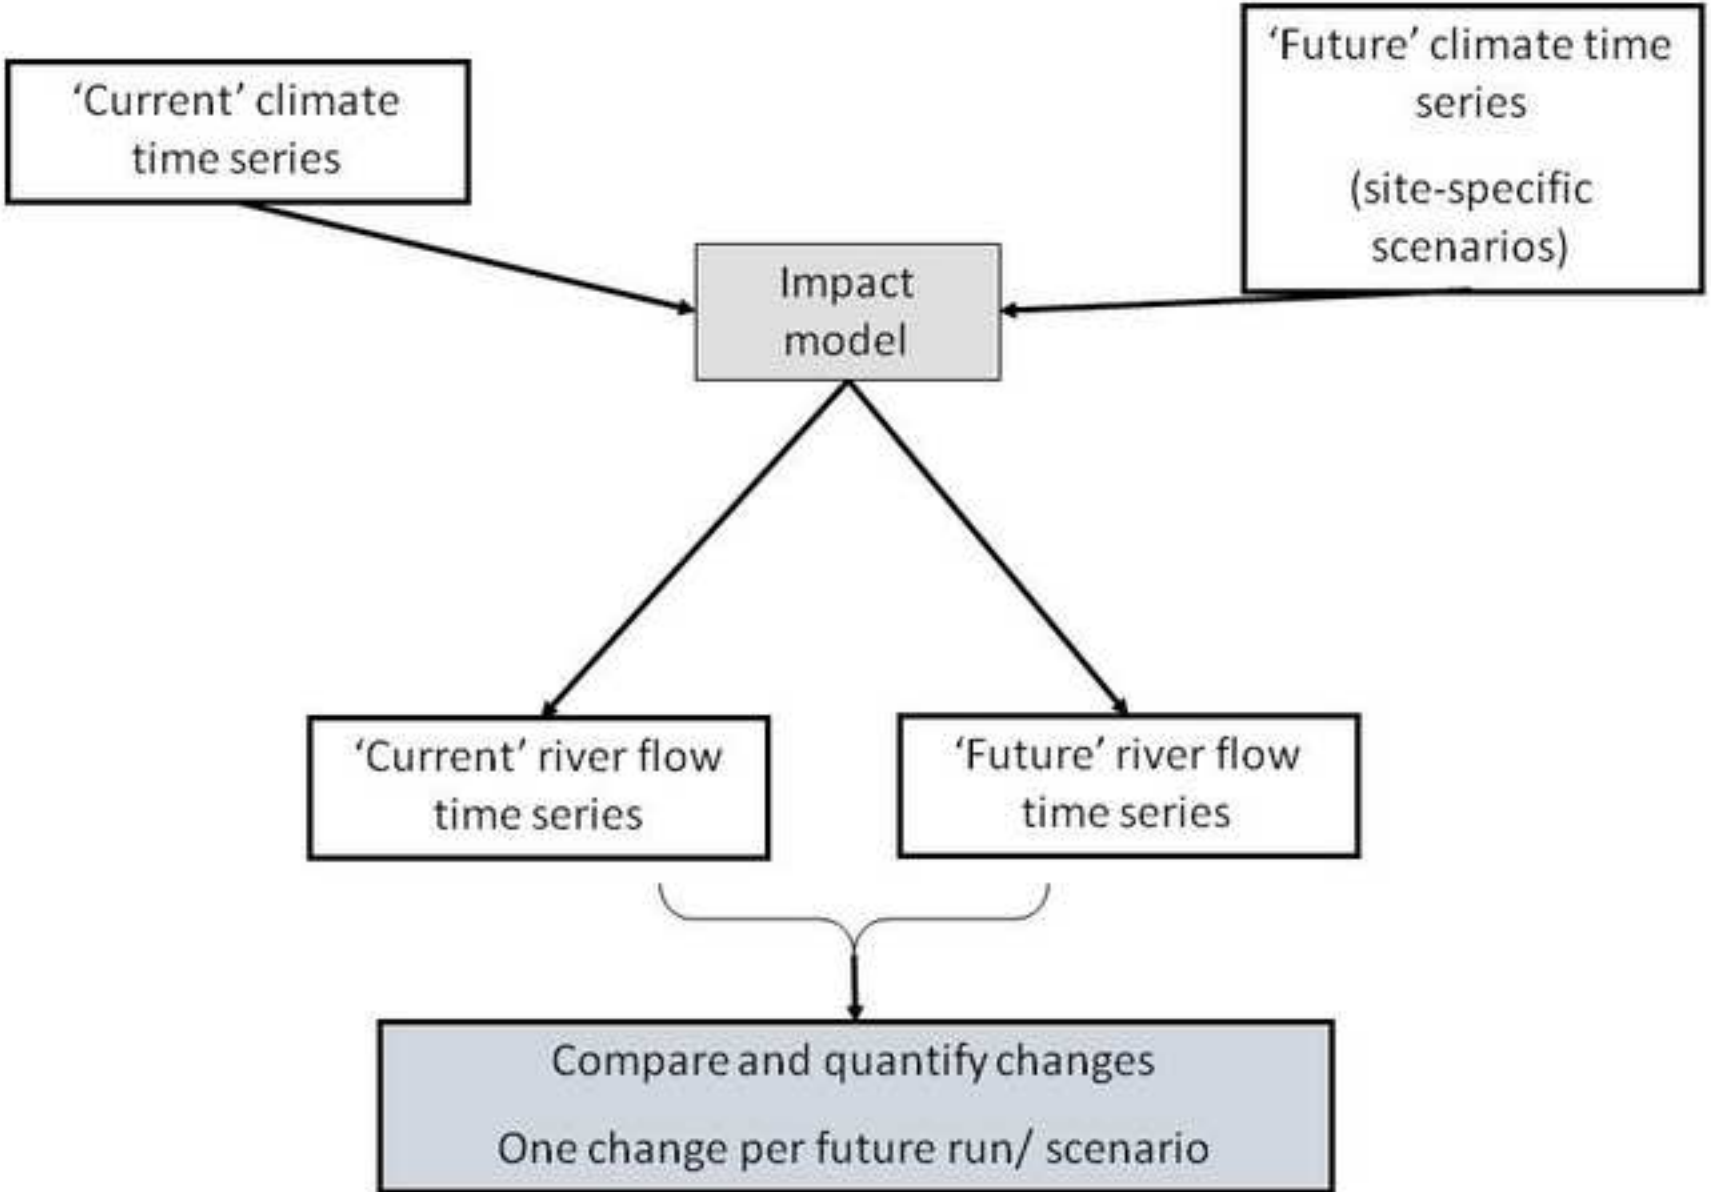 ‘Current’ climate
time series
‘Future’ climate time
series
(site-specific
scenarios)
Impact
model
‘Current’ river flow
time series
‘Future’ river flow
time series
Compare and quantify changes
One change per future run/ scenario